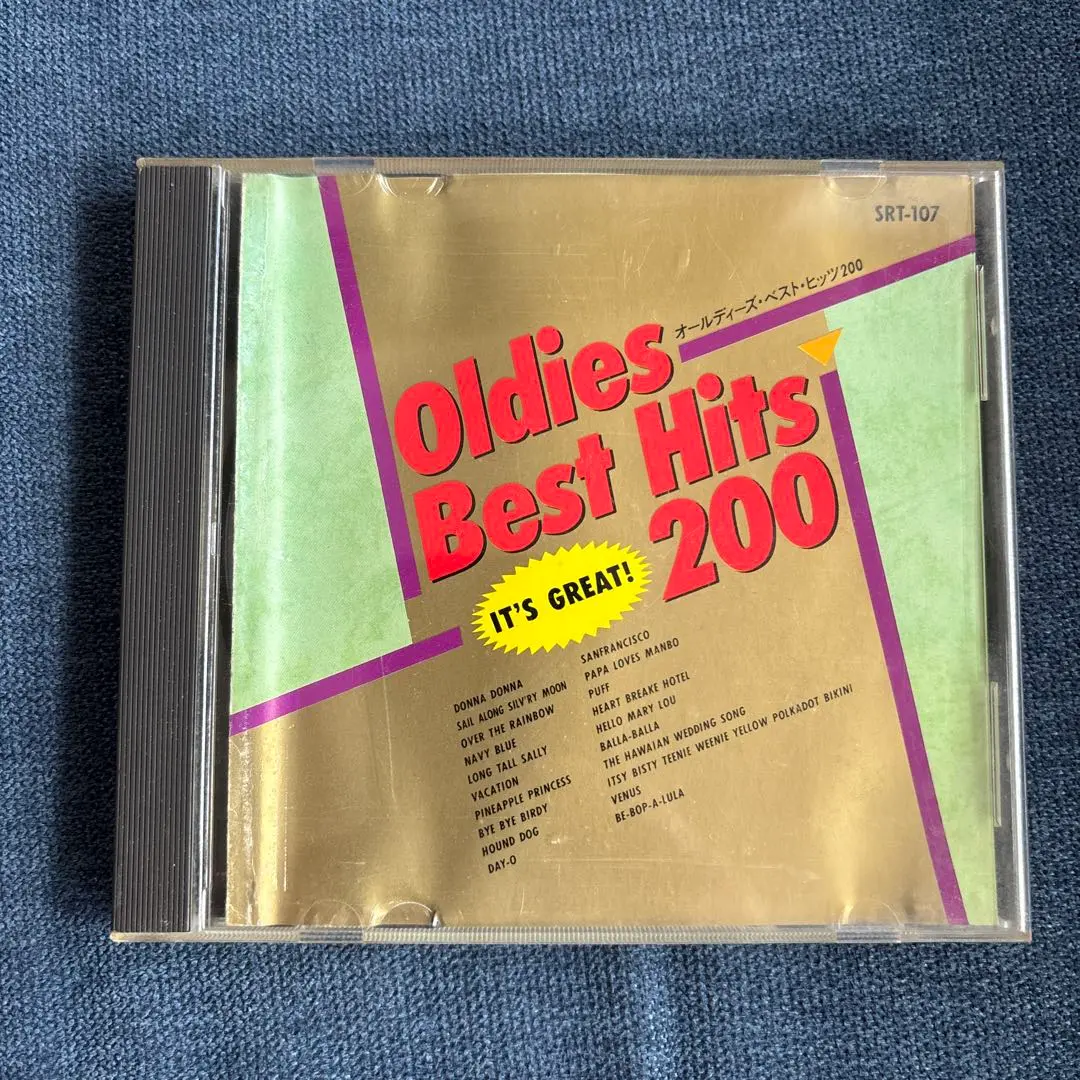 SRT-107
オールディーズ・ベスト・ヒッツ200
Oldies
Best Hits
200
IT'S GREAT!
DONNA DONNA
SAIL ALONG SILV'RY MOON
OVER THE RAINBOW
NAVY BLUE
LONG TALL SALLY
VACATION
PINEAPPLE PRINCESS
BYE BYE BIRDY
HOUND DOG
DAY-O
SANFRANCISCO
PAPA LOVES MANBO
PUFF
HEART BREAKE HOTEL
HELLO MARY LOU
BALLA-BALLA
THE HAWAIAN WEDDING SONG
ITSY BISTY TEENIE WEENIE YELLOW POLKADOT BIKINI
VENUS
BE-BOP-A-LULA